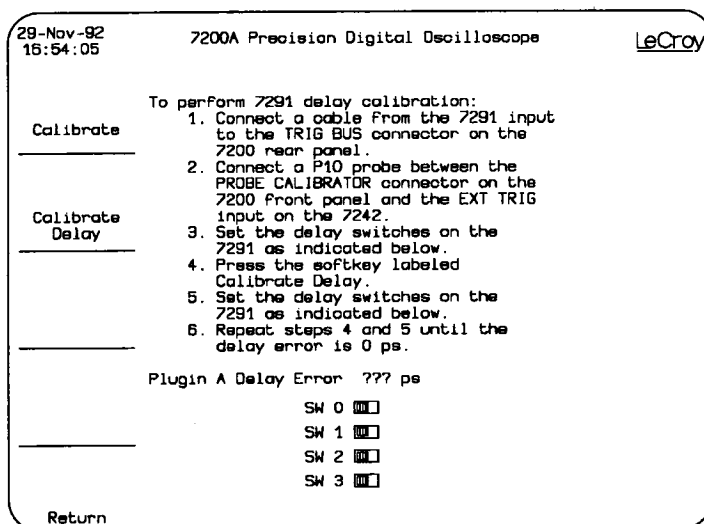 29-Nov-92
16:54:05
7200A Precision Digital Oscilloscope
LeCroy
Calibrate
Calibrate
Delay
Return
To perform 7291 delay calibration:
1. Connect a cable from the 7291 input
to the TRIG BUS connector on the
7200 rear panel.
2. Connect a P10 probe between the
PROBE CALIBRATOR connector on the
7200 front panel and the EXT TRIG
input on the 7242.
3. Set the delay switches on the
7291 as indicated below.
4. Press the softkey labeled
Calibrate Delay.
5. Set the delay switches on the
7291 as indicated below.
6. Repeat steps 4 and 5 until the
delay error is 0 ps.
Plugin A Delay Error ??? ps
SW 0
SW 1
SW 2
SW 3